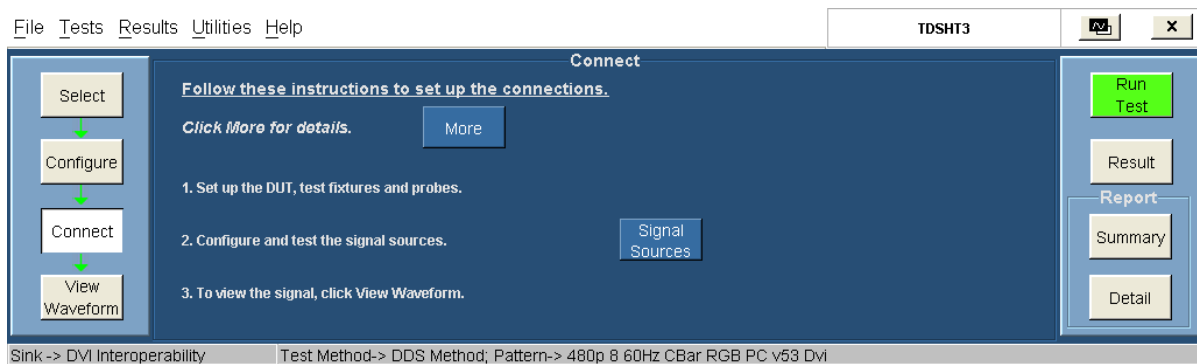 File Tests Results Utilities Help
TDSHT3
x
Connect
Select
Configure
Connect
View
Waveform
Follow these instructions to set up the connections.
Click More for details.
More
1. Set up the DUT, test fixtures and probes.
2. Configure and test the signal sources.
Signal
Sources
3. To view the signal, click View Waveform.
Run
Test
Result
Report
Summary
Detail
Sink -> DVI Interoperability
Test Method-> DDS Method; Pattern-> 480p 8 60Hz CBar RGB PC v53 Dvi